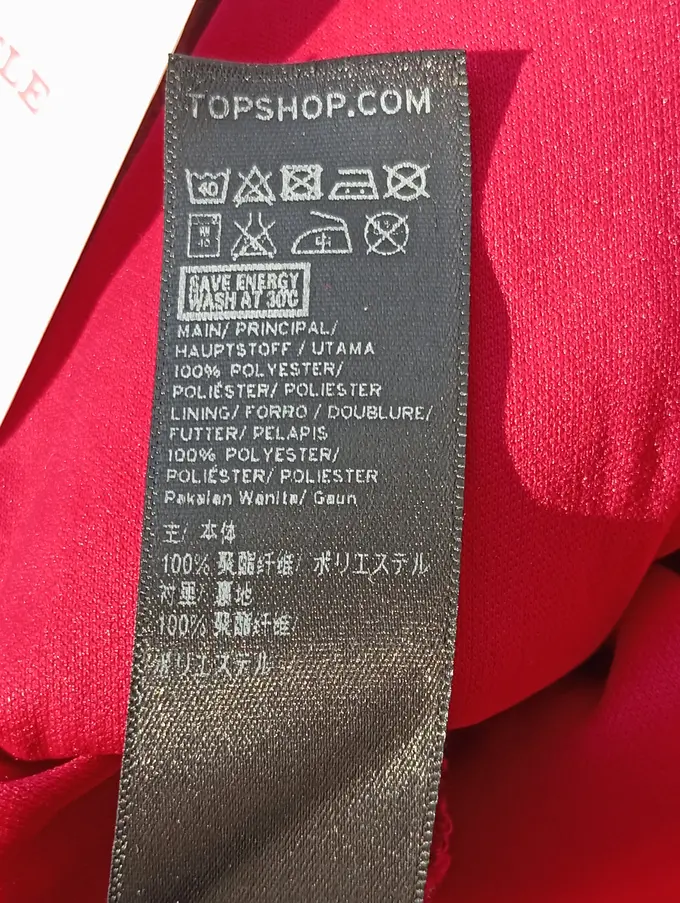 TOPSHOP.COM
40
SAVE ENERGY
WASH AT 30°C
MAIN/ PRINCIPAL/
HAUPTSTOFF / UTAMA
100% POLYESTER/
POLIÉSTER/ POLIESTER
LINING/ FORRO / DOUBLURE/
FUTTER/ PELAPIS
100% POLYESTER/
POLIÉSTER/ POLIESTER
Pakaian Wanita/ Gaun
主/ 本体
100% 聚酯纤维/ ポリエステル
衬里/ 裏地
100% 聚酯纤维/
ポリエステル